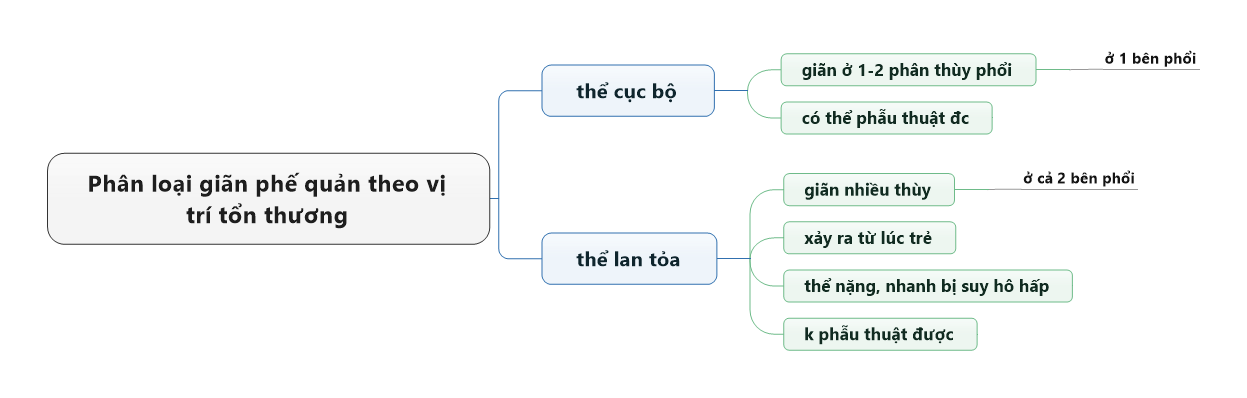 Phân loại giãn phế quản theo vị
trí tổn thương
thể cục bộ
giãn ở 1-2 phân thùy phổi
ở 1 bên phổi
có thể phẫu thuật đc
thể lan tỏa
giãn nhiều thùy
ở cả 2 bên phổi
xảy ra từ lúc trẻ
thể nặng, nhanh bị suy hô hấp
k phẫu thuật được